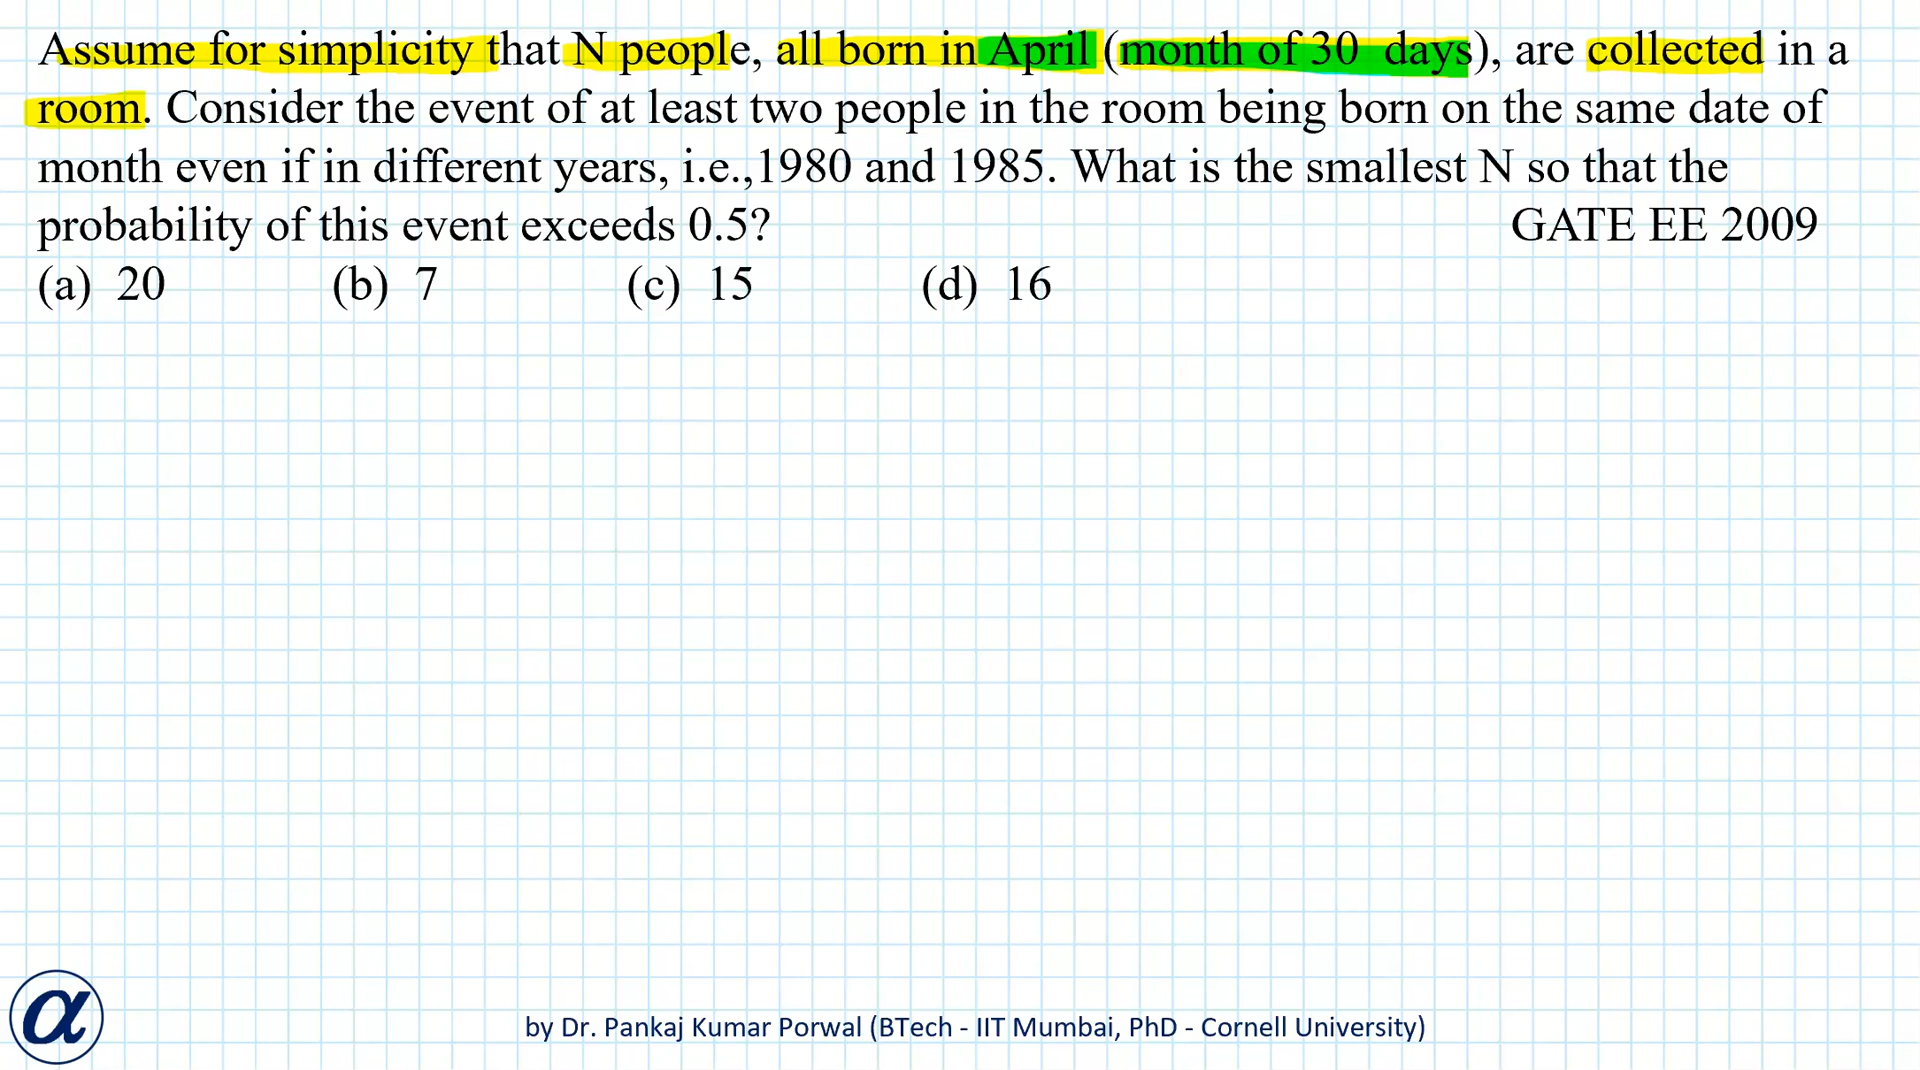 Assume for simplicity that N people, all born in April (month of 30 days), are collected in a
room. Consider the event of at least two people in the room being born on the same date of
month even if in different years, i.e.,1980 and 1985. What is the smallest N so that the
probability of this event exceeds 0.5? GATE EE 2009
(a) 20 (b) 7 (c) 15 (d) 16
α
by Dr. Pankaj Kumar Porwal (BTech - IIT Mumbai, PhD - Cornell University)